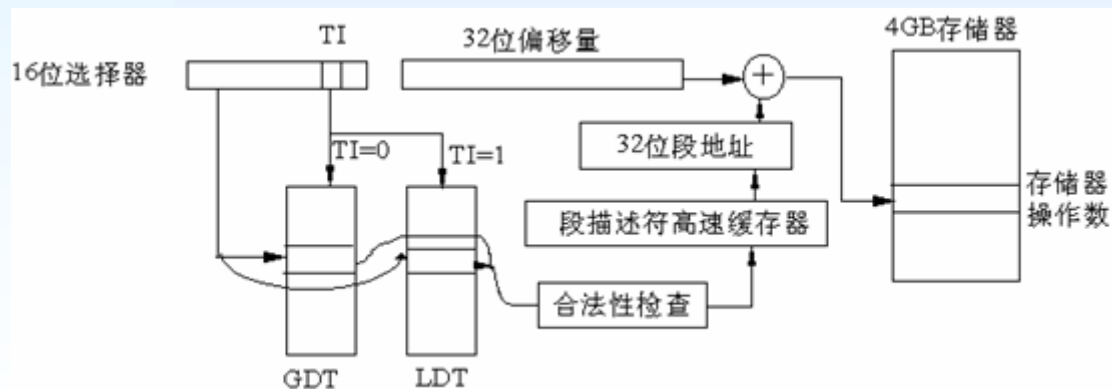 TI
32位偏移量
4GB存储器
16位选择器
TI=0
TI=1
32位段地址
段描述符高速缓存器
存储器
操作数
合法性检查
GDT
LDT